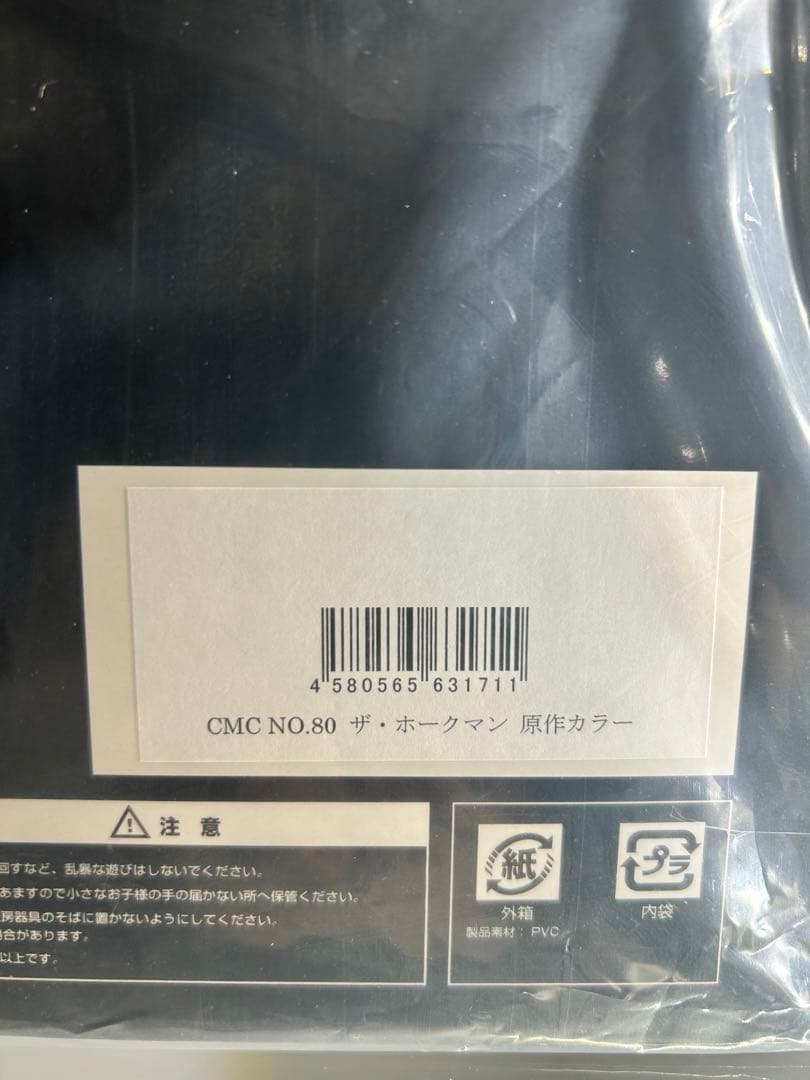 4 580565 631711
CMC NO.80 ザ・ホークマン 原作カラー
注意
回すなど、乱暴な遊びはしないでください。
あますので小さなお子様の手の届かない所へ保管ください。
房器具のそばに置かないようにしてください。
場合があります。
以上です。
紙
外箱
プラ
内袋
製品素材： PVC